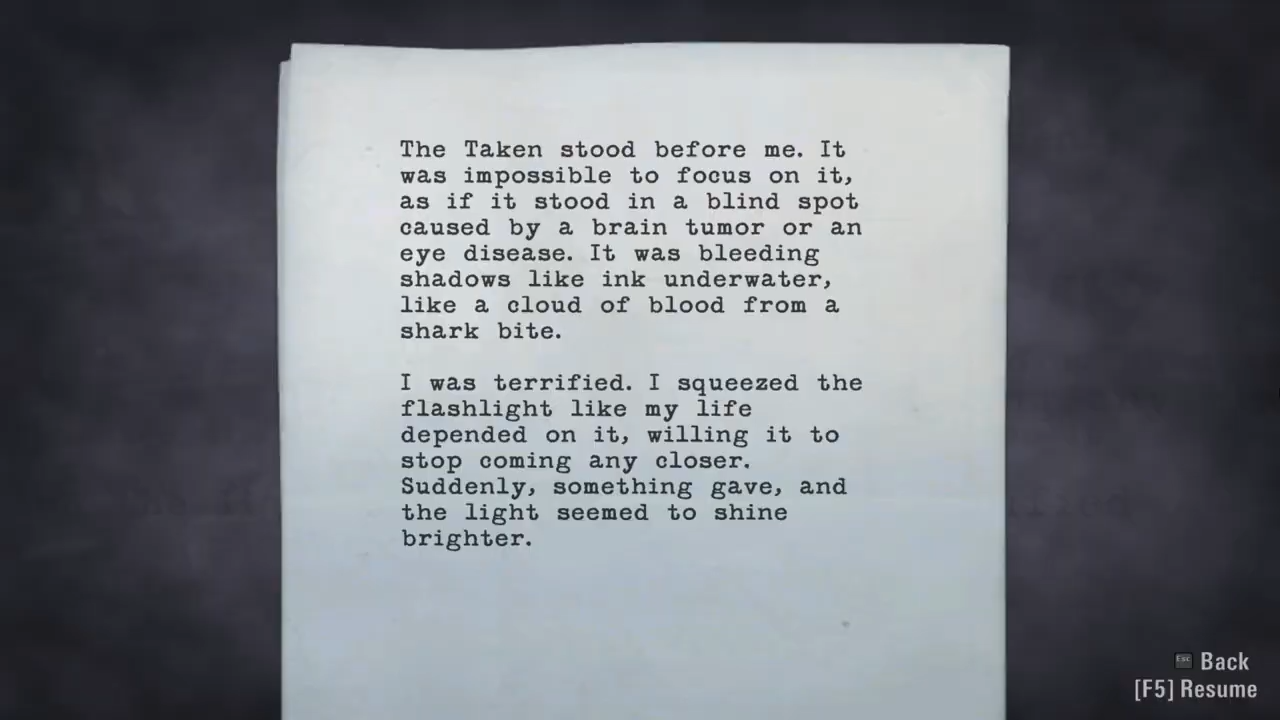 The Taken stood before me. It
was impossible to focus on it,
as if it stood in a blind spot
caused by a brain tumor or an
eye disease. It was bleeding
shadows like ink underwater,
like a cloud of blood from a
shark bite.
I was terrified. I squeezed the
flashlight like my life
depended on it, willing it to
stop coming any closer.
Suddenly, something gave, and
the light seemed to shine
brighter.
Esc Back
[F5] Resume